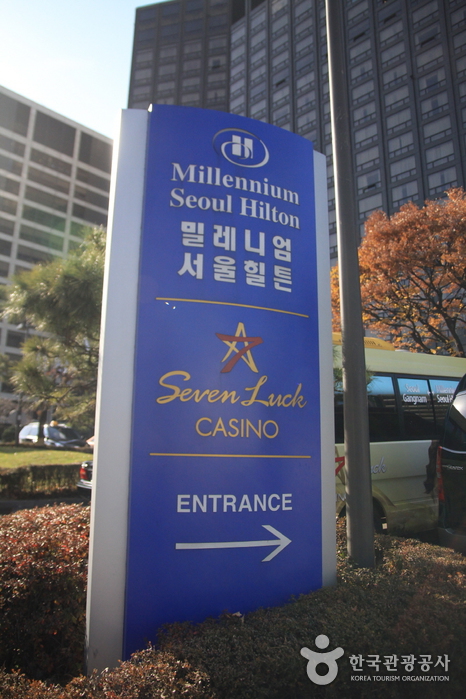 Millennium
Seoul Hilton
밀레니엄
서울힐튼
Seven Luck
CASINO
ENTRANCE
Gangnam
한국관광공사
KOREA TOURISM ORGANIZATION